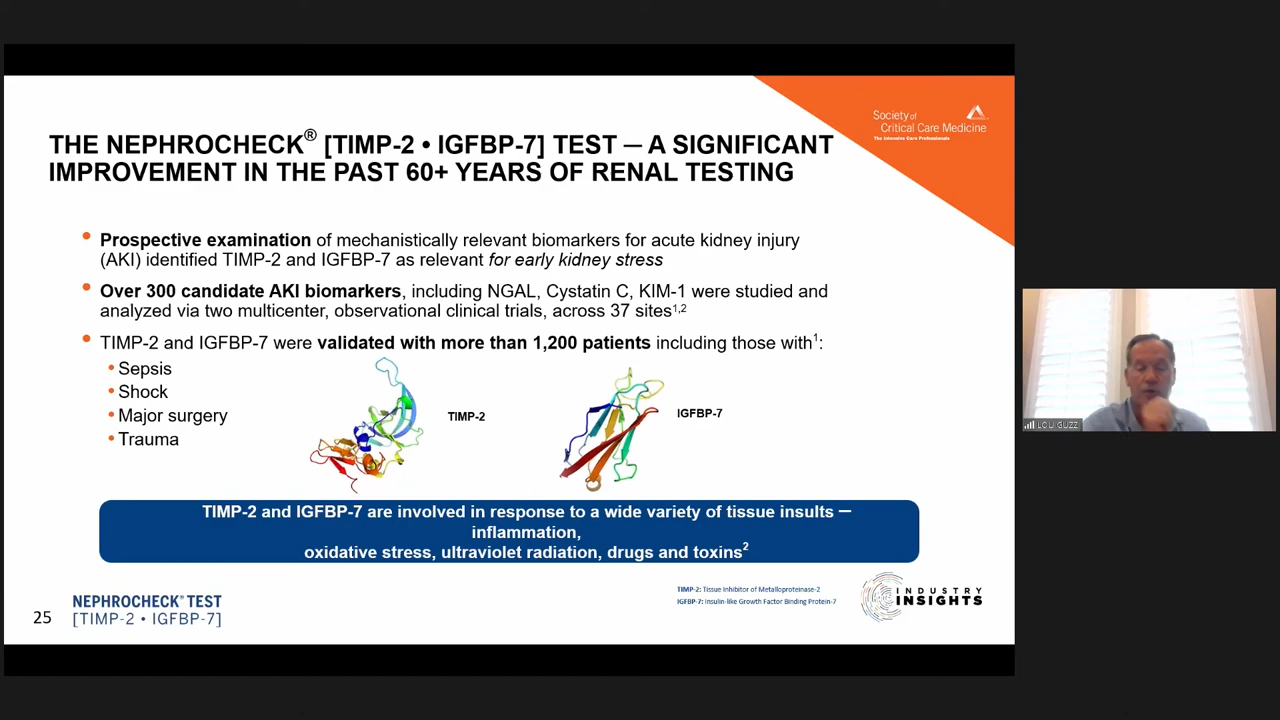 Society
of
Critical Care Medicine
The Intensive Care Professionals
THE NEPHROCHECK® [TIMP-2 • IGFBP-7] TEST — A SIGNIFICANT
IMPROVEMENT IN THE PAST 60+ YEARS OF RENAL TESTING
• Prospective examination of mechanistically relevant biomarkers for acute kidney injury
(AKI) identified TIMP-2 and IGFBP-7 as relevant for early kidney stress
• Over 300 candidate AKI biomarkers, including NGAL, Cystatin C, KIM-1 were studied and
analyzed via two multicenter, observational clinical trials, across 37 sites1,2
• TIMP-2 and IGFBP-7 were validated with more than 1,200 patients including those with1:
• Sepsis
• Shock
• Major surgery
• Trauma
TIMP-2
IGFBP-7
TIMP-2 and IGFBP-7 are involved in response to a wide variety of tissue insults —
inflammation,
oxidative stress, ultraviolet radiation, drugs and toxins2
25
NEPHROCHECK® TEST
[TIMP-2 • IGFBP-7]
TIMP-2: Tissue Inhibitor of Metalloproteinase-2
IGFBP-7: Insulin-like Growth Factor Binding Protein-7
INDUSTRY
INSIGHTS
LOU GUZZ